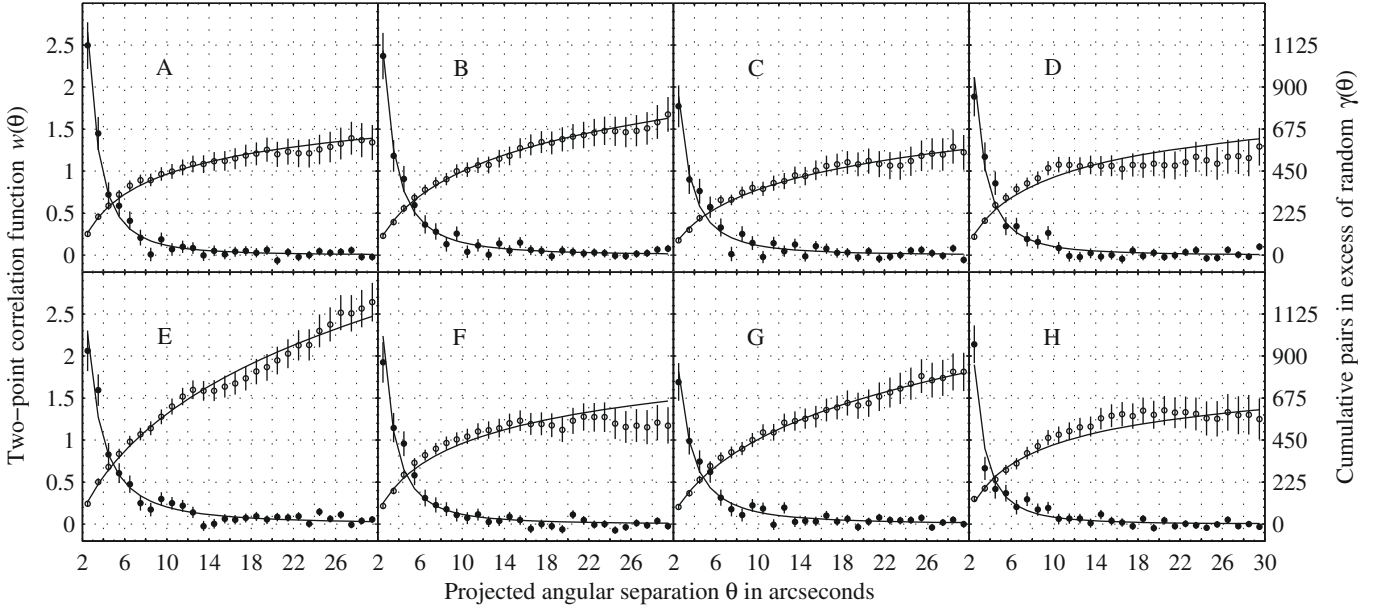 Two−point correlation function w(θ)
2.5
2
1.5
1
0.5
0
2.5
2
1.5
1
0.5
0
A
B
C
D
E
F
G
H
1125
900
675
450
225
0
1125
900
675
450
225
0
Cumulative pairs in excess of random γ(θ)
2 6 10 14 18 22 26 2 6 10 14 18 22 26 2 6 10 14 18 22 26 2 6 10 14 18 22 26 30
Projected angular separation θ in arcseconds